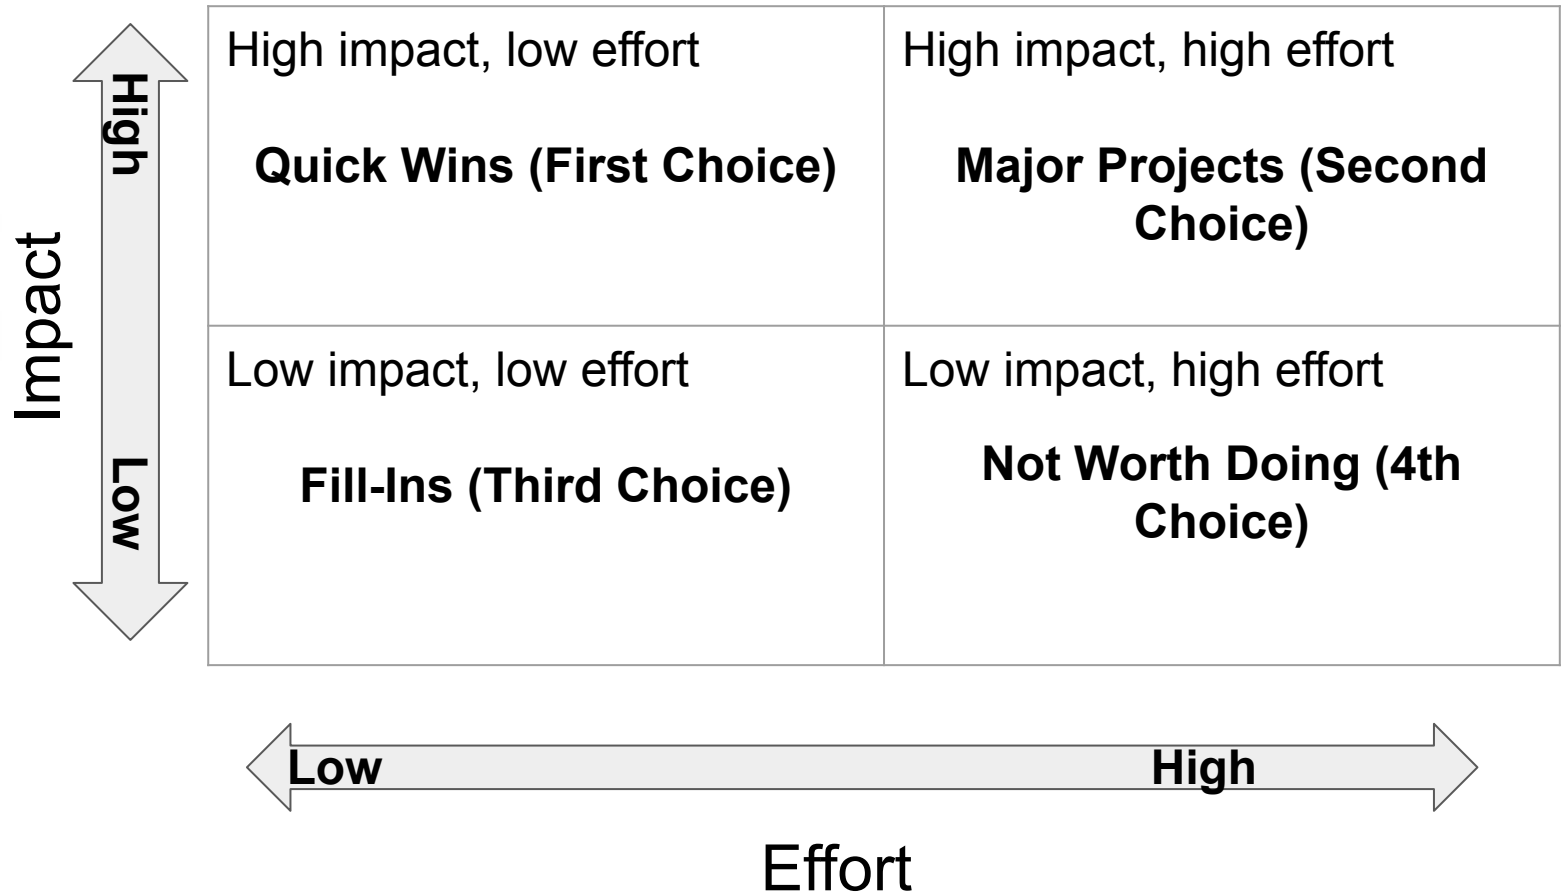 High impact, low effort
Quick Wins (First Choice)
High impact, high effort
Major Projects (Second
Choice)
Low impact, low effort
Fill-Ins (Third Choice)
Low impact, high effort
Not Worth Doing (4th
Choice)
Impact
High
Low
Low
High
Effort